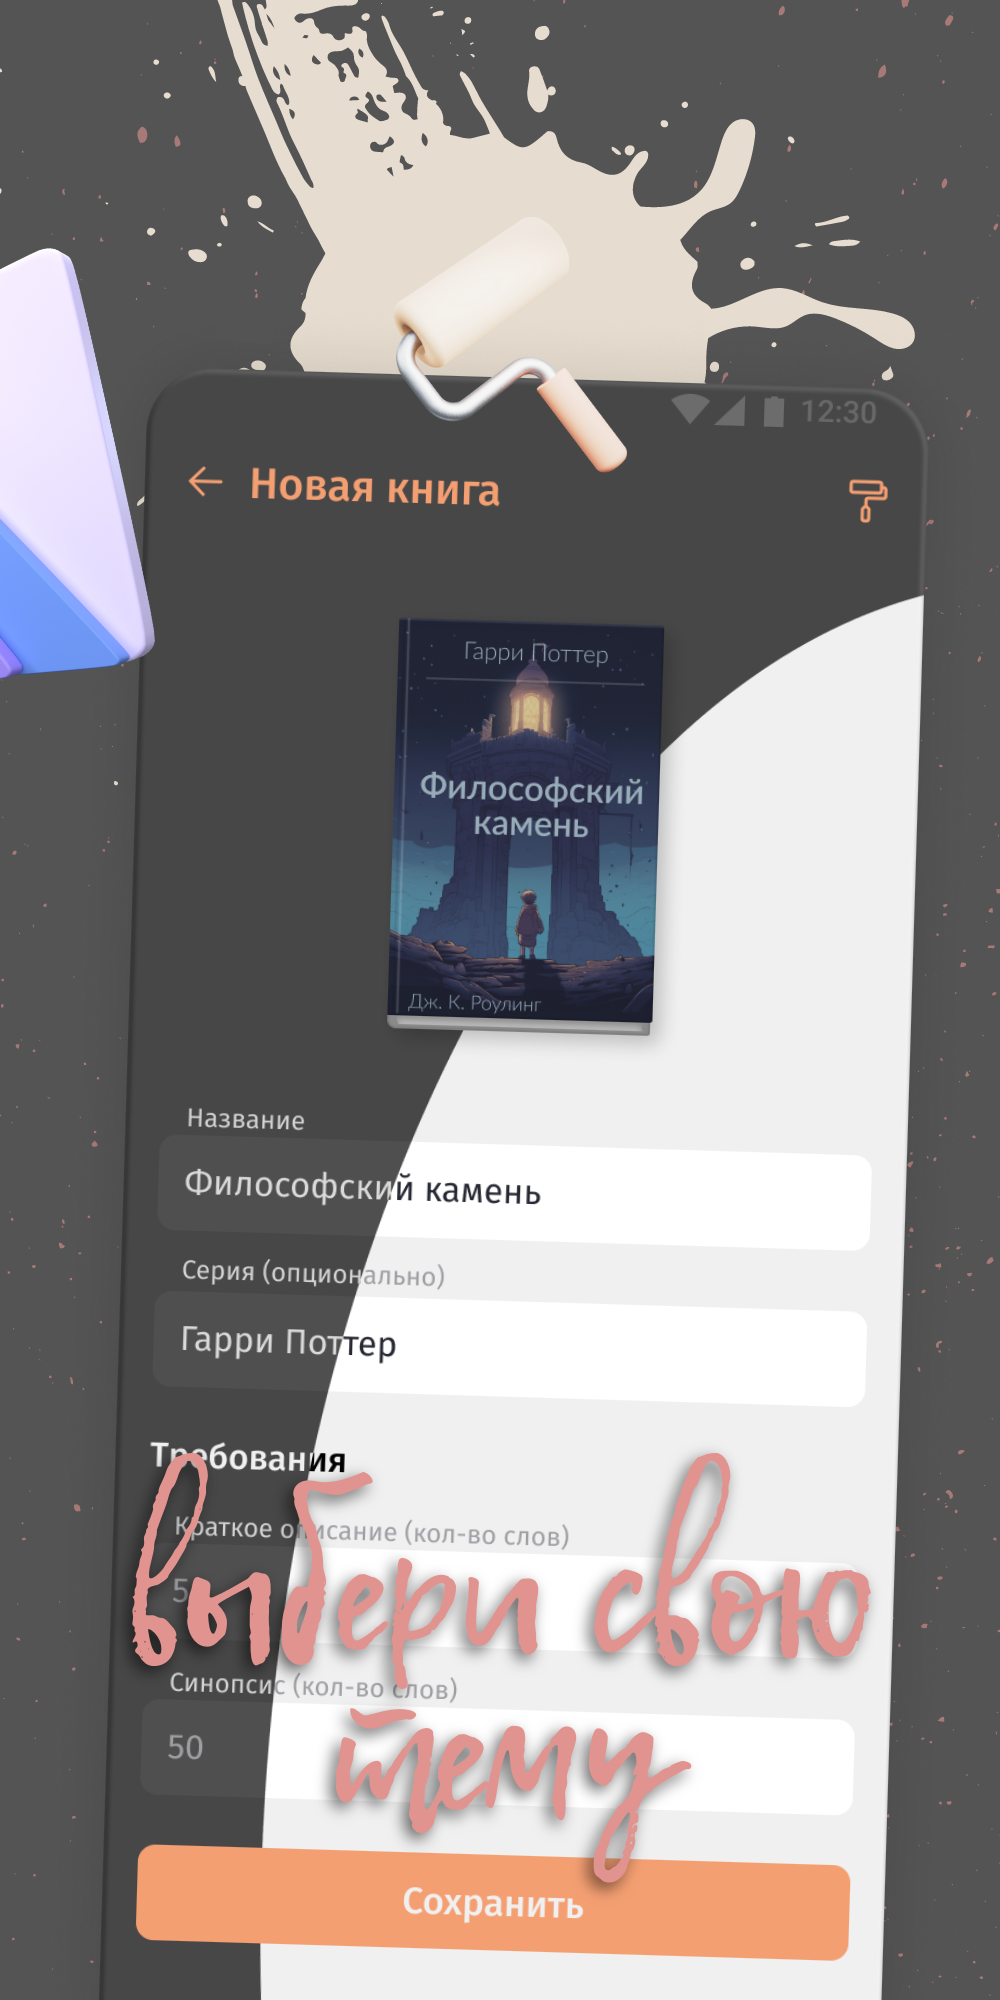 12:30
Новая книга
Гарри Поттер
Философский
камень
Дж. К. Роулинг
Название
Философский камень
Серия (опционально)
Гарри Поттер
Требования
Краткое описание (кол-во слов)
5
выбери свою
Синопсис (кол-во слов)
тему
50
Сохранить